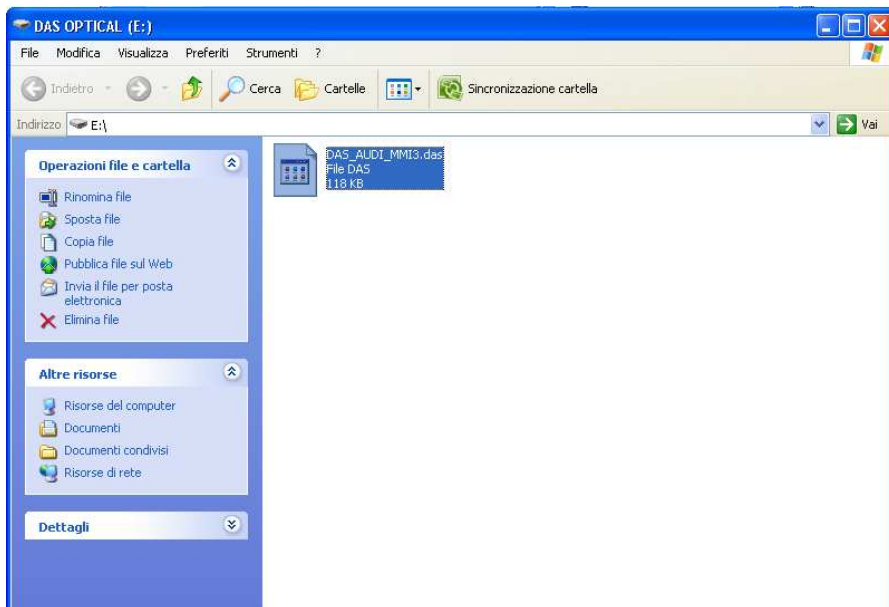 DAS OPTICAL (E:)
File Modifica Visualizza Preferiti Strumenti ?
Indietro Cerca Cartelle Sincronizzazione cartella
Indirizzo E:\ Vai
Operazioni file e cartella
Rinomina file
Sposta file
Copia file
Pubblica file sul Web
Invia il file per posta
elettronica
Elimina file
Altre risorse
Risorse del computer
Documenti
Documenti condivisi
Risorse di rete
Dettagli
DAS_AUDI_MMI3.das
File DAS
118 KB